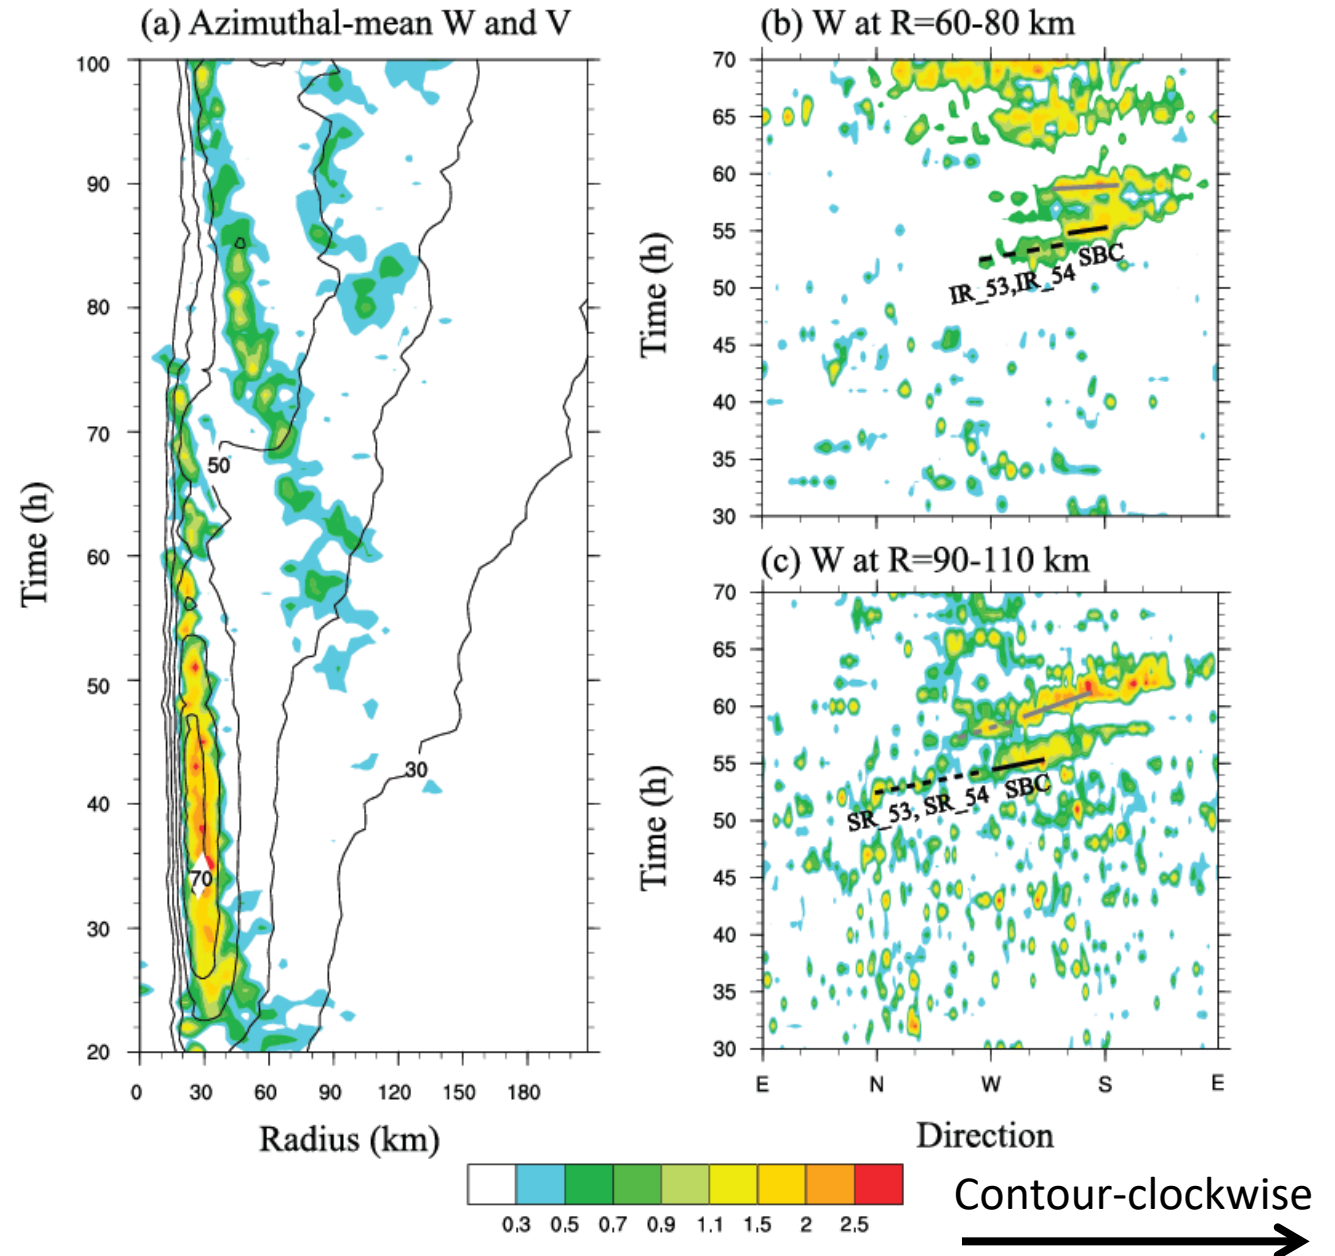 (a) Azimuthal-mean W and V
100
90
80
70
60
50
40
30
20
Time (h)
50
30
70
0 30 60 90 120 150 180
Radius (km)
(b) W at R=60-80 km
70
65
60
55
50
45
40
35
30
Time (h)
SBC
IR_53,IR_54
(c) W at R=90-110 km
70
65
60
55
50
45
40
35
30
Time (h)
SBC
SR_53, SR_54
E N W S E
Direction
0.3 0.5 0.7 0.9 1.1 1.5 2 2.5
Contour-clockwise